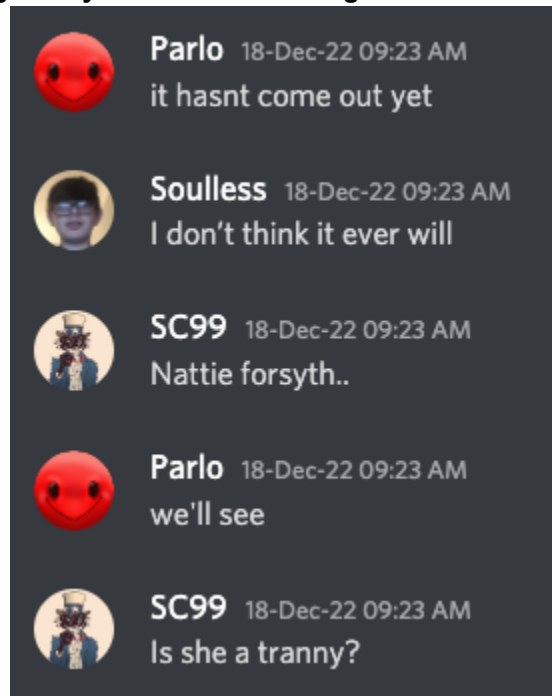 Parlo 18-Dec-22 09:23 AM
it hasnt come out yet
Soulless 18-Dec-22 09:23 AM
I don't think it ever will
SC99 18-Dec-22 09:23 AM
Nattie forsyth..
Parlo 18-Dec-22 09:23 AM
we'll see
SC99 18-Dec-22 09:23 AM
Is she a tranny?